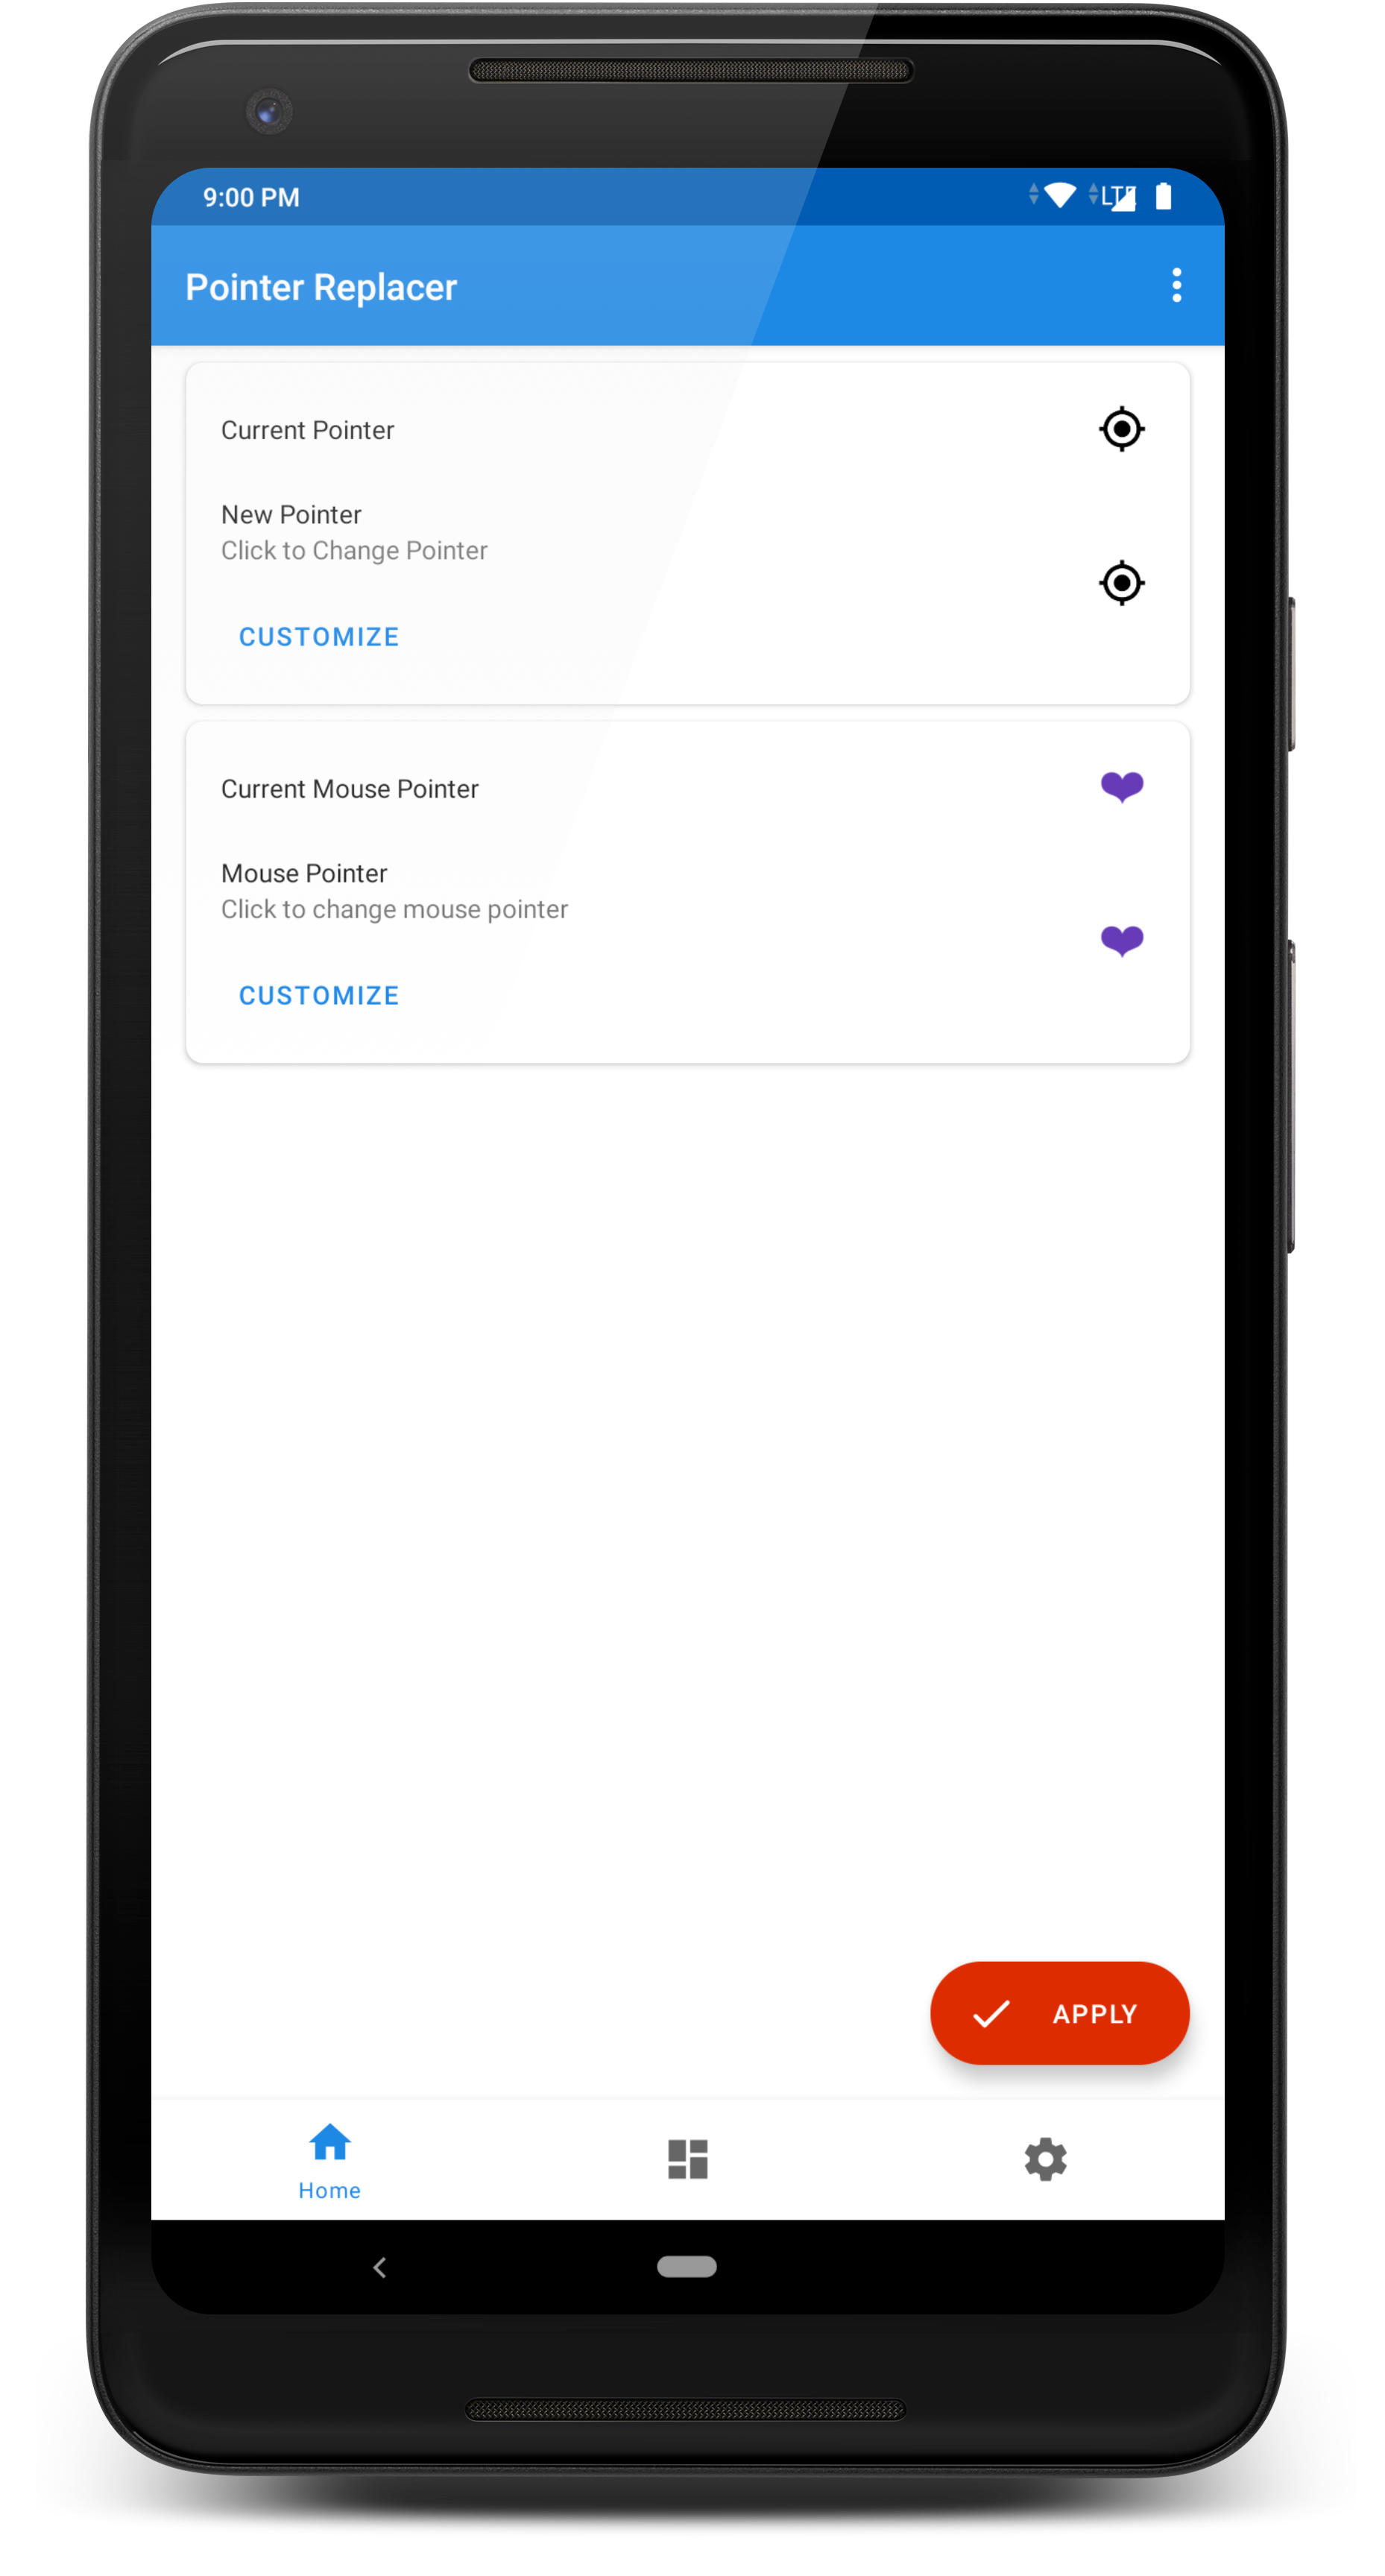 9:00 PM
LTE
Pointer Replacer
Current Pointer
New Pointer
Click to Change Pointer
CUSTOMIZE
Current Mouse Pointer
Mouse Pointer
Click to change mouse pointer
CUSTOMIZE
APPLY
Home